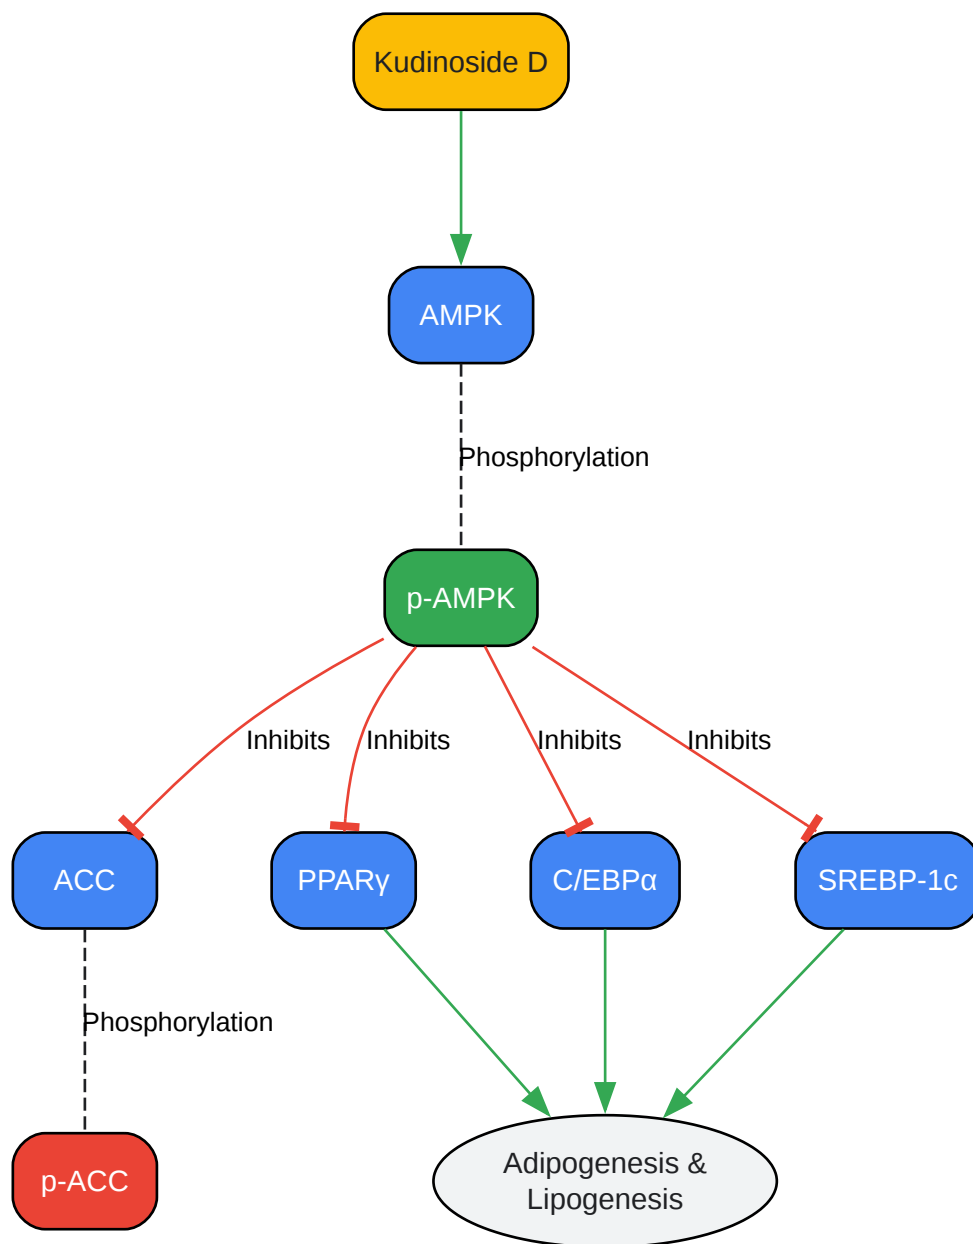 Kudinoside D
AMPK
Phosphorylation
p-AMPK
Inhibits
Inhibits
Inhibits
Inhibits
ACC
PPARγ
C/EBPα
SREBP-1c
Phosphorylation
p-ACC
Adipogenesis &
Lipogenesis